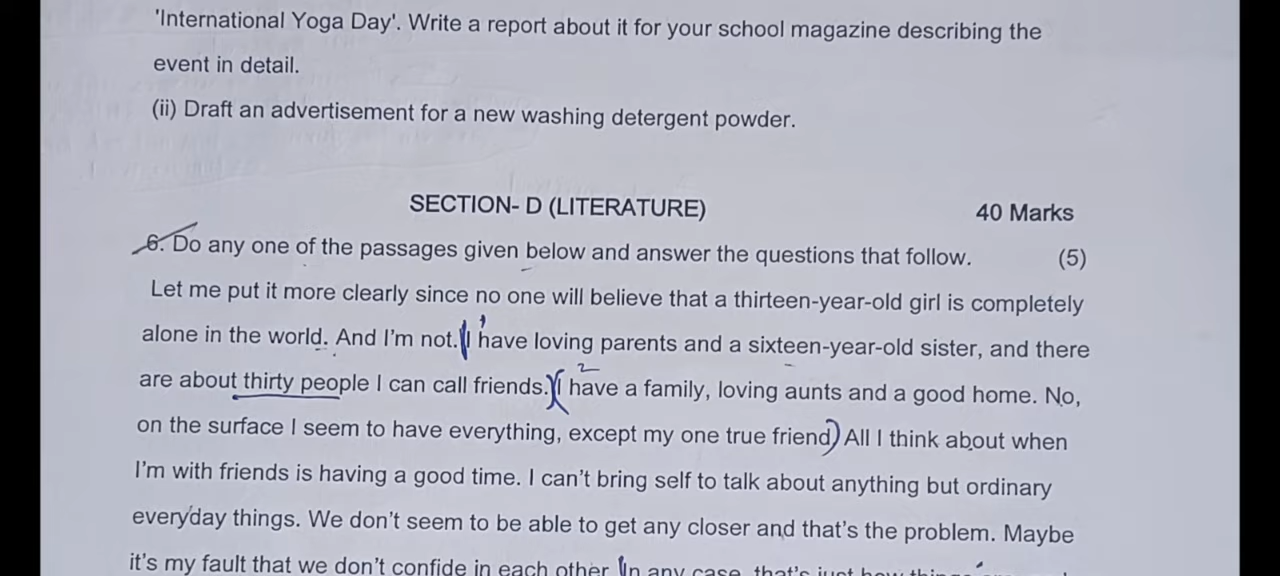 'International Yoga Day'. Write a report about it for your school magazine describing the
event in detail.
(ii) Draft an advertisement for a new washing detergent powder.
SECTION- D (LITERATURE) 40 Marks
6. Do any one of the passages given below and answer the questions that follow. (5)
Let me put it more clearly since no one will believe that a thirteen-year-old girl is completely
alone in the world. And I'm not. I have loving parents and a sixteen-year-old sister, and there
are about thirty people I can call friends. I have a family, loving aunts and a good home. No,
on the surface I seem to have everything, except my one true friend. All I think about when
I'm with friends is having a good time. I can't bring self to talk about anything but ordinary
everyday things. We don't seem to be able to get any closer and that's the problem. Maybe
it's my fault that we don't confide in each other. In any case, that's just how things